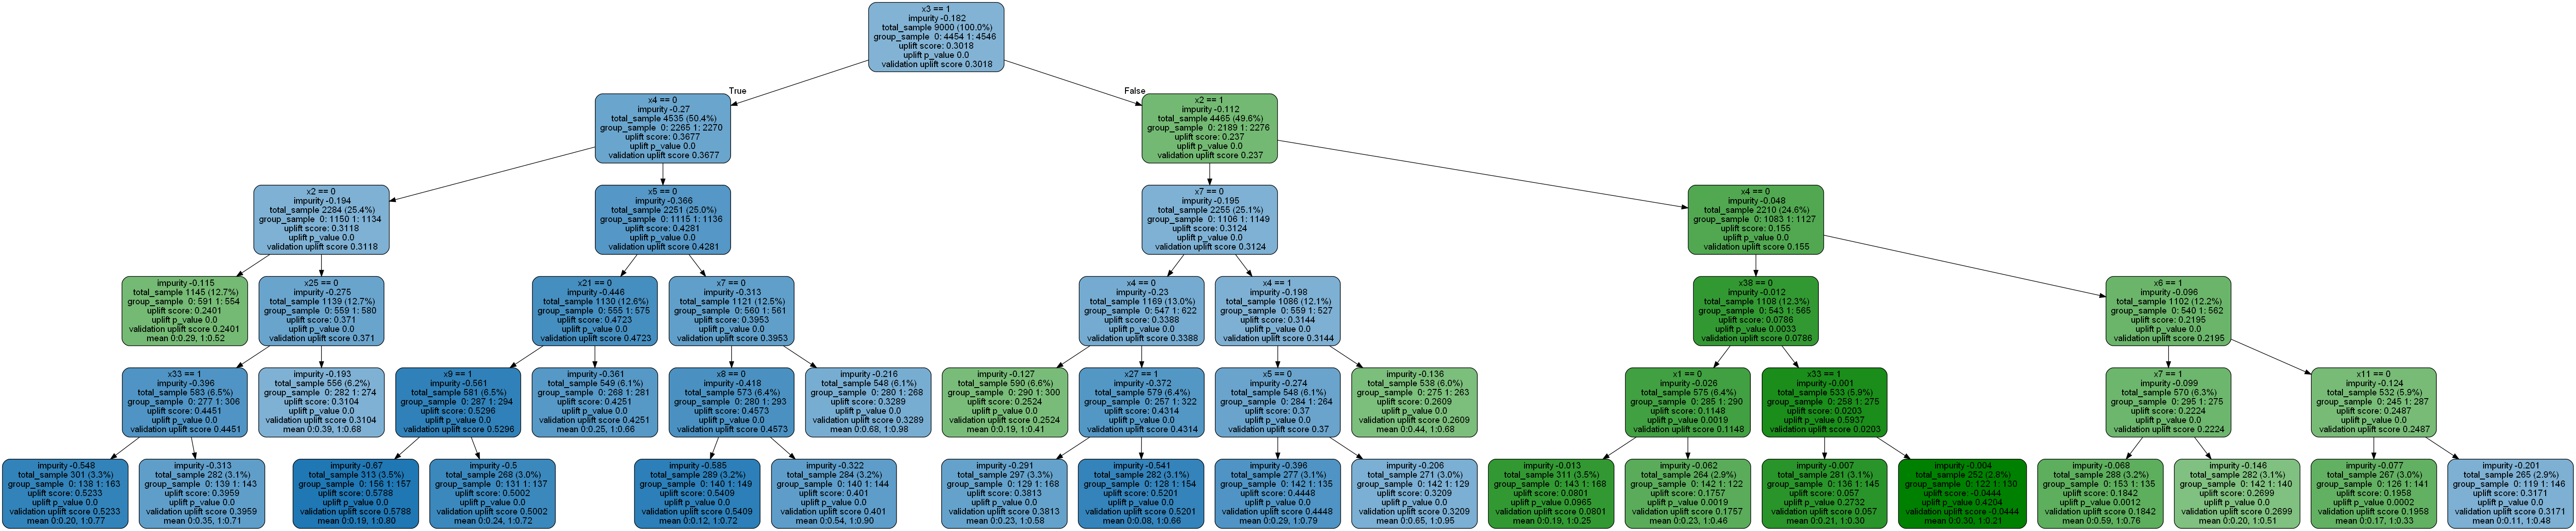 x3 == 1
impurity -0.182
total_sample 9000 (100.0%)
group_sample 0: 4454 1: 4546
uplift score: 0.3018
uplift p_value 0.0
validation uplift score 0.3018
True
False
x4 == 0
impurity -0.27
total_sample 4535 (50.4%)
group_sample 0: 2265 1: 2270
uplift score: 0.3677
uplift p_value 0.0
validation uplift score 0.3677
x2 == 1
impurity -0.112
total_sample 4465 (49.6%)
group_sample 0: 2189 1: 2276
uplift score: 0.237
uplift p_value 0.0
validation uplift score 0.237
x2 == 0
impurity -0.194
total_sample 2284 (25.4%)
group_sample 0: 1150 1: 1134
uplift score: 0.3118
uplift p_value 0.0
validation uplift score 0.3118
x5 == 0
impurity -0.366
total_sample 2251 (25.0%)
group_sample 0: 1115 1: 1136
uplift score: 0.4281
uplift p_value 0.0
validation uplift score 0.4281
x7 == 0
impurity -0.195
total_sample 2255 (25.1%)
group_sample 0: 1106 1: 1149
uplift score: 0.3124
uplift p_value 0.0
validation uplift score 0.3124
x4 == 0
impurity -0.048
total_sample 2210 (24.6%)
group_sample 0: 1083 1: 1127
uplift score: 0.155
uplift p_value 0.0
validation uplift score 0.155
impurity -0.115
total_sample 1145 (12.7%)
group_sample 0: 591 1: 554
uplift score: 0.2401
uplift p_value 0.0
validation uplift score 0.2401
mean 0:0.29, 1:0.52
x25 == 0
impurity -0.275
total_sample 1139 (12.7%)
group_sample 0: 559 1: 580
uplift score: 0.371
uplift p_value 0.0
validation uplift score 0.371
x21 == 0
impurity -0.446
total_sample 1130 (12.6%)
group_sample 0: 555 1: 575
uplift score: 0.4723
uplift p_value 0.0
validation uplift score 0.4723
x7 == 0
impurity -0.313
total_sample 1121 (12.5%)
group_sample 0: 560 1: 561
uplift score: 0.3953
uplift p_value 0.0
validation uplift score 0.3953
x4 == 0
impurity -0.23
total_sample 1169 (13.0%)
group_sample 0: 547 1: 622
uplift score: 0.3388
uplift p_value 0.0
validation uplift score 0.3388
x4 == 1
impurity -0.198
total_sample 1086 (12.1%)
group_sample 0: 559 1: 527
uplift score: 0.3144
uplift p_value 0.0
validation uplift score 0.3144
x38 == 0
impurity -0.012
total_sample 1108 (12.3%)
group_sample 0: 543 1: 565
uplift score: 0.0786
uplift p_value 0.0033
validation uplift score 0.0786
x6 == 1
impurity -0.096
total_sample 1102 (12.2%)
group_sample 0: 540 1: 562
uplift score: 0.2195
uplift p_value 0.0
validation uplift score 0.2195
x33 == 1
impurity -0.396
total_sample 583 (6.5%)
group_sample 0: 277 1: 306
uplift score: 0.4451
uplift p_value 0.0
validation uplift score 0.4451
impurity -0.193
total_sample 556 (6.2%)
group_sample 0: 282 1: 274
uplift score: 0.3104
uplift p_value 0.0
validation uplift score 0.3104
mean 0:0.39, 1:0.68
x9 == 1
impurity -0.561
total_sample 581 (6.5%)
group_sample 0: 287 1: 294
uplift score: 0.5296
uplift p_value 0.0
validation uplift score 0.5296
impurity -0.361
total_sample 549 (6.1%)
group_sample 0: 268 1: 281
uplift score: 0.4251
uplift p_value 0.0
validation uplift score 0.4251
mean 0:0.25, 1:0.66
x8 == 0
impurity -0.418
total_sample 573 (6.4%)
group_sample 0: 280 1: 293
uplift score: 0.4573
uplift p_value 0.0
validation uplift score 0.4573
impurity -0.216
total_sample 548 (6.1%)
group_sample 0: 280 1: 268
uplift score: 0.3289
uplift p_value 0.0
validation uplift score 0.3289
mean 0:0.68, 1:0.98
impurity -0.127
total_sample 590 (6.6%)
group_sample 0: 290 1: 300
uplift score: 0.2524
uplift p_value 0.0
validation uplift score 0.2524
mean 0:0.19, 1:0.41
x27 == 1
impurity -0.372
total_sample 579 (6.4%)
group_sample 0: 257 1: 322
uplift score: 0.4314
uplift p_value 0.0
validation uplift score 0.4314
x5 == 0
impurity -0.274
total_sample 548 (6.1%)
group_sample 0: 284 1: 264
uplift score: 0.37
uplift p_value 0.0
validation uplift score 0.37
impurity -0.136
total_sample 538 (6.0%)
group_sample 0: 275 1: 263
uplift score: 0.2609
uplift p_value 0.0
validation uplift score 0.2609
mean 0:0.44, 1:0.68
x1 == 0
impurity -0.026
total_sample 575 (6.4%)
group_sample 0: 285 1: 290
uplift score: 0.1148
uplift p_value 0.0019
validation uplift score 0.1148
x33 == 1
impurity -0.001
total_sample 533 (5.9%)
group_sample 0: 258 1: 275
uplift score: 0.0203
uplift p_value 0.5937
validation uplift score 0.0203
x7 == 1
impurity -0.099
total_sample 570 (6.3%)
group_sample 0: 295 1: 275
uplift score: 0.2224
uplift p_value 0.0
validation uplift score 0.2224
x11 == 0
impurity -0.124
total_sample 532 (5.9%)
group_sample 0: 245 1: 287
uplift score: 0.2487
uplift p_value 0.0
validation uplift score 0.2487
impurity -0.548
total_sample 301 (3.3%)
group_sample 0: 138 1: 163
uplift score: 0.5233
uplift p_value 0.0
validation uplift score 0.5233
mean 0:0.20, 1:0.77
impurity -0.313
total_sample 282 (3.1%)
group_sample 0: 139 1: 143
uplift score: 0.3959
uplift p_value 0.0
validation uplift score 0.3959
mean 0:0.35, 1:0.71
impurity -0.67
total_sample 313 (3.5%)
group_sample 0: 156 1: 157
uplift score: 0.5788
uplift p_value 0.0
validation uplift score 0.5788
mean 0:0.19, 1:0.80
impurity -0.5
total_sample 268 (3.0%)
group_sample 0: 131 1: 137
uplift score: 0.5002
uplift p_value 0.0
validation uplift score 0.5002
mean 0:0.24, 1:0.72
impurity -0.585
total_sample 289 (3.2%)
group_sample 0: 140 1: 149
uplift score: 0.5409
uplift p_value 0.0
validation uplift score 0.5409
mean 0:0.12, 1:0.72
impurity -0.322
total_sample 284 (3.2%)
group_sample 0: 140 1: 144
uplift score: 0.401
uplift p_value 0.0
validation uplift score 0.401
mean 0:0.54, 1:0.90
impurity -0.291
total_sample 297 (3.3%)
group_sample 0: 129 1: 168
uplift score: 0.3813
uplift p_value 0.0
validation uplift score 0.3813
mean 0:0.23, 1:0.58
impurity -0.541
total_sample 282 (3.1%)
group_sample 0: 128 1: 154
uplift score: 0.5201
uplift p_value 0.0
validation uplift score 0.5201
mean 0:0.08, 1:0.66
impurity -0.396
total_sample 277 (3.1%)
group_sample 0: 142 1: 135
uplift score: 0.4448
uplift p_value 0.0
validation uplift score 0.4448
mean 0:0.29, 1:0.79
impurity -0.206
total_sample 271 (3.0%)
group_sample 0: 142 1: 129
uplift score: 0.3209
uplift p_value 0.0
validation uplift score 0.3209
mean 0:0.65, 1:0.95
impurity -0.013
total_sample 311 (3.5%)
group_sample 0: 143 1: 168
uplift score: 0.0801
uplift p_value 0.0965
validation uplift score 0.0801
mean 0:0.19, 1:0.25
impurity -0.062
total_sample 264 (2.9%)
group_sample 0: 142 1: 122
uplift score: 0.1757
uplift p_value 0.0019
validation uplift score 0.1757
mean 0:0.23, 1:0.46
impurity -0.007
total_sample 281 (3.1%)
group_sample 0: 136 1: 145
uplift score: 0.057
uplift p_value 0.2732
validation uplift score 0.057
mean 0:0.21, 1:0.30
impurity -0.004
total_sample 252 (2.8%)
group_sample 0: 122 1: 130
uplift score: -0.0444
uplift p_value 0.4204
validation uplift score -0.0444
mean 0:0.30, 1:0.21
impurity -0.068
total_sample 288 (3.2%)
group_sample 0: 153 1: 135
uplift score: 0.1842
uplift p_value 0.0012
validation uplift score 0.1842
mean 0:0.59, 1:0.76
impurity -0.146
total_sample 282 (3.1%)
group_sample 0: 142 1: 140
uplift score: 0.2699
uplift p_value 0.0
validation uplift score 0.2699
mean 0:0.20, 1:0.51
impurity -0.077
total_sample 267 (3.0%)
group_sample 0: 126 1: 141
uplift score: 0.1958
uplift p_value 0.0002
validation uplift score 0.1958
mean 0:0.17, 1:0.33
impurity -0.201
total_sample 265 (2.9%)
group_sample 0: 119 1: 146
uplift score: 0.3171
uplift p_value 0.0
validation uplift score 0.3171
mean 0:0.11, 1:0.48